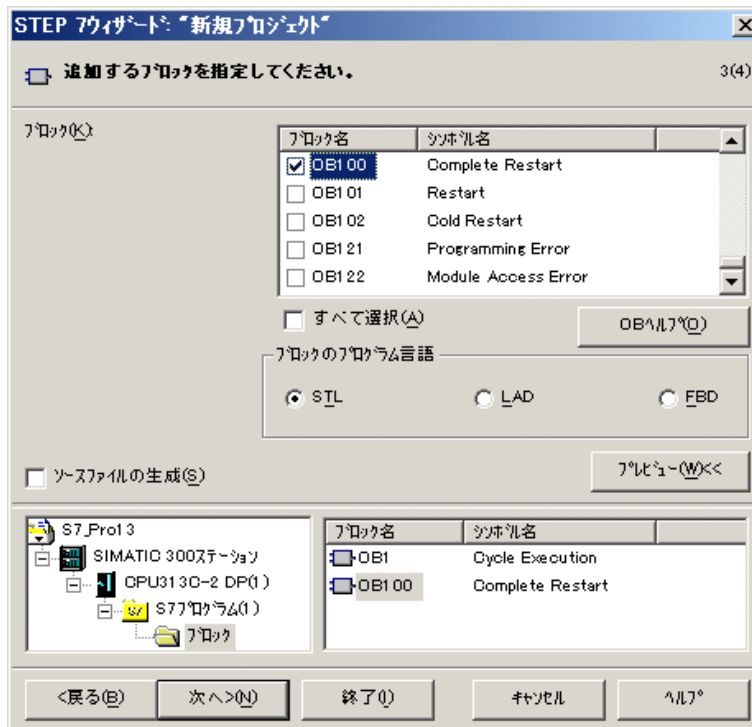 STEP 7ウィザード: “新規プロジェクト”
追加するブロックを指定してください。
3(4)
ブロック(K):
ブロック名 シンボル名
OB100 Complete Restart
OB101 Restart
OB102 Cold Restart
OB121 Programming Error
OB122 Module Access Error
すべて選択(A)
OBヘルプ(O)
ブロックのプログラム言語
STL LAD FBD
ソースファイルの生成(S)
プレビュー(W)<<
S7_Pro13
SIMATIC 300ステーション
CPU313C-2 DP(1)
S7プログラム(1)
ブロック
ブロック名 シンボル名
OB1 Cycle Execution
OB100 Complete Restart
<戻る(B) 次へ>(N) 終了(I) キャンセル ヘルプ